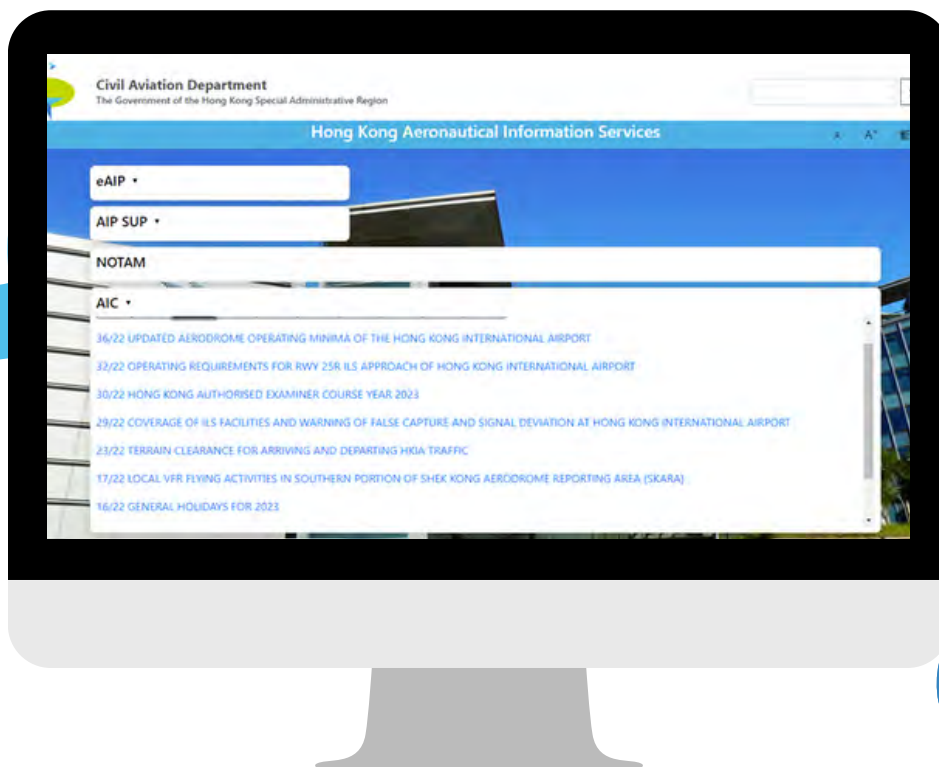 Civil Aviation Department
The Government of the Hong Kong Special Administrative Region
Hong Kong Aeronautical Information Services
A A+
eAIP
AIP SUP
NOTAM
AIC
36/22 UPDATED AERODROME OPERATING MINIMA OF THE HONG KONG INTERNATIONAL AIRPORT
32/22 OPERATING REQUIREMENTS FOR RWY 25R ILS APPROACH OF HONG KONG INTERNATIONAL AIRPORT
30/22 HONG KONG AUTHORISED EXAMINER COURSE YEAR 2023
29/22 COVERAGE OF ILS FACILITIES AND WARNING OF FALSE CAPTURE AND SIGNAL DEVIATION AT HONG KONG INTERNATIONAL AIRPORT
23/22 TERRAIN CLEARANCE FOR ARRIVING AND DEPARTING HKIA TRAFFIC
17/22 LOCAL VFR FLYING ACTIVITIES IN SOUTHERN PORTION OF SHEK KONG AERODROME REPORTING AREA (SKARA)
16/22 GENERAL HOLIDAYS FOR 2023